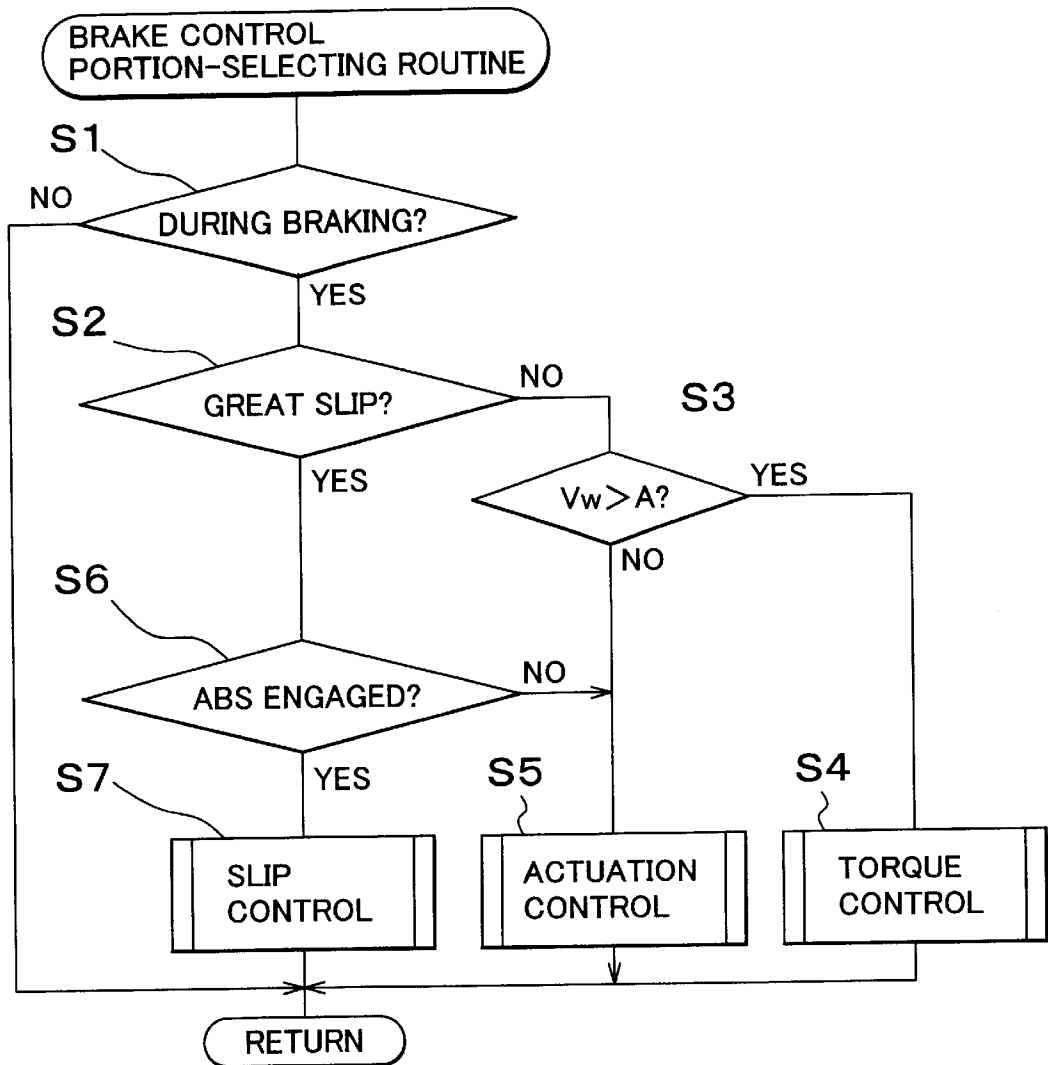 BRAKE CONTROL
PORTION-SELECTING ROUTINE
S1
NO
DURING BRAKING?
YES
S2
GREAT SLIP?
NO
YES
S3
Vw>A?
YES
NO
S6
ABS ENGAGED?
NO
YES
S7
SLIP
CONTROL
S5
ACTUATION
CONTROL
S4
TORQUE
CONTROL
RETURN